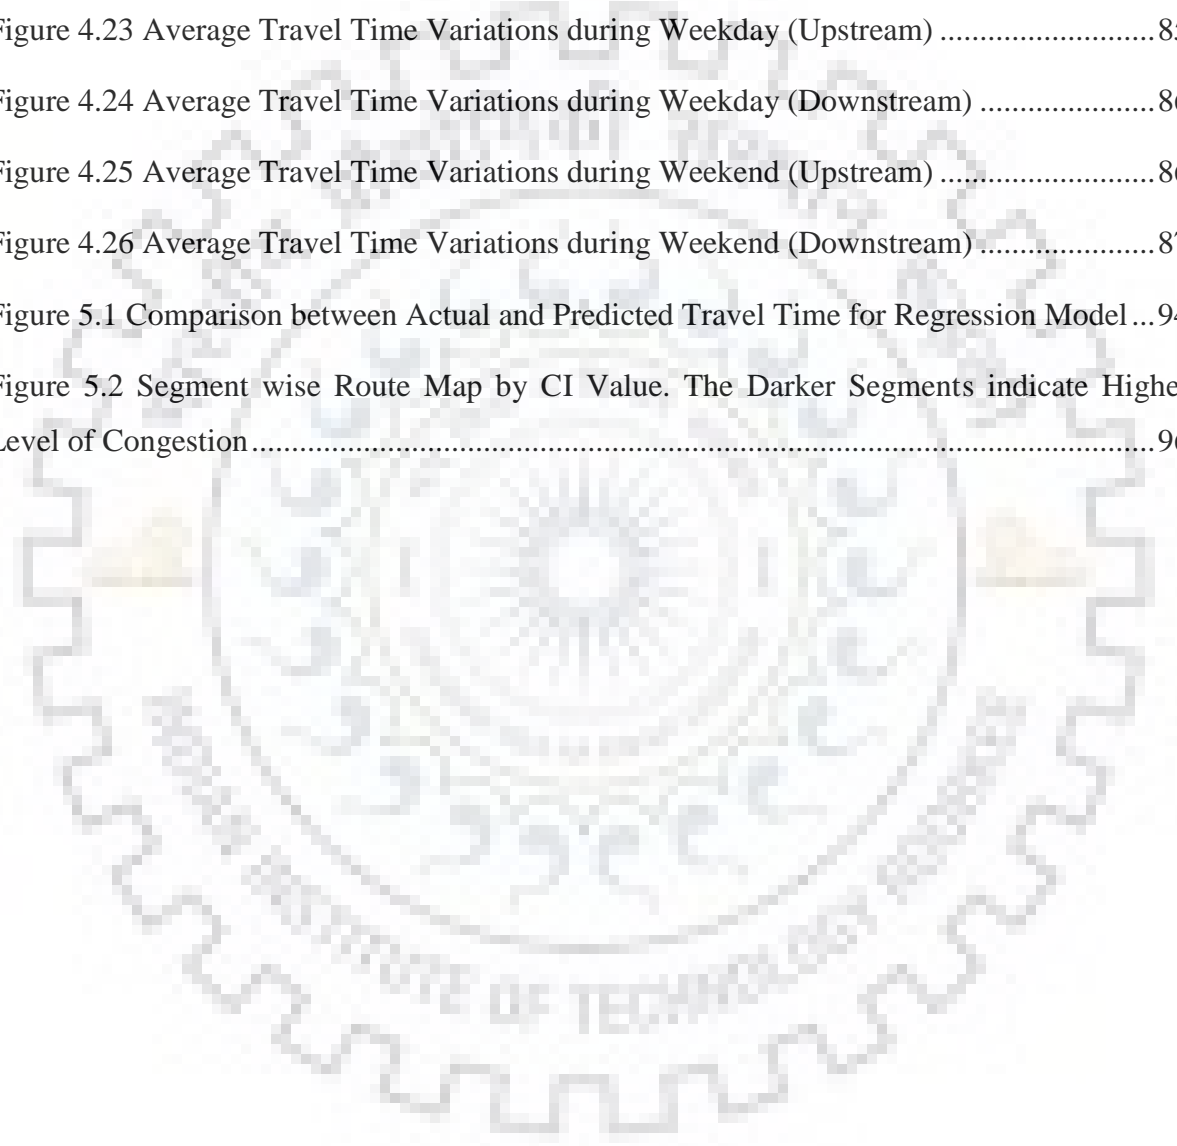 Figure 4.23 Average Travel Time Variations during Weekday (Upstream) ........................... 85
Figure 4.24 Average Travel Time Variations during Weekday (Downstream) ...................... 86
Figure 4.25 Average Travel Time Variations during Weekend (Upstream) ........................... 86
Figure 4.26 Average Travel Time Variations during Weekend (Downstream) ...................... 87
Figure 5.1 Comparison between Actual and Predicted Travel Time for Regression Model ... 94
Figure 5.2 Segment wise Route Map by CI Value. The Darker Segments indicate Highe
Level of Congestion .................................................................................................................. 96
INSTITUTE OF TECHNOLOGY